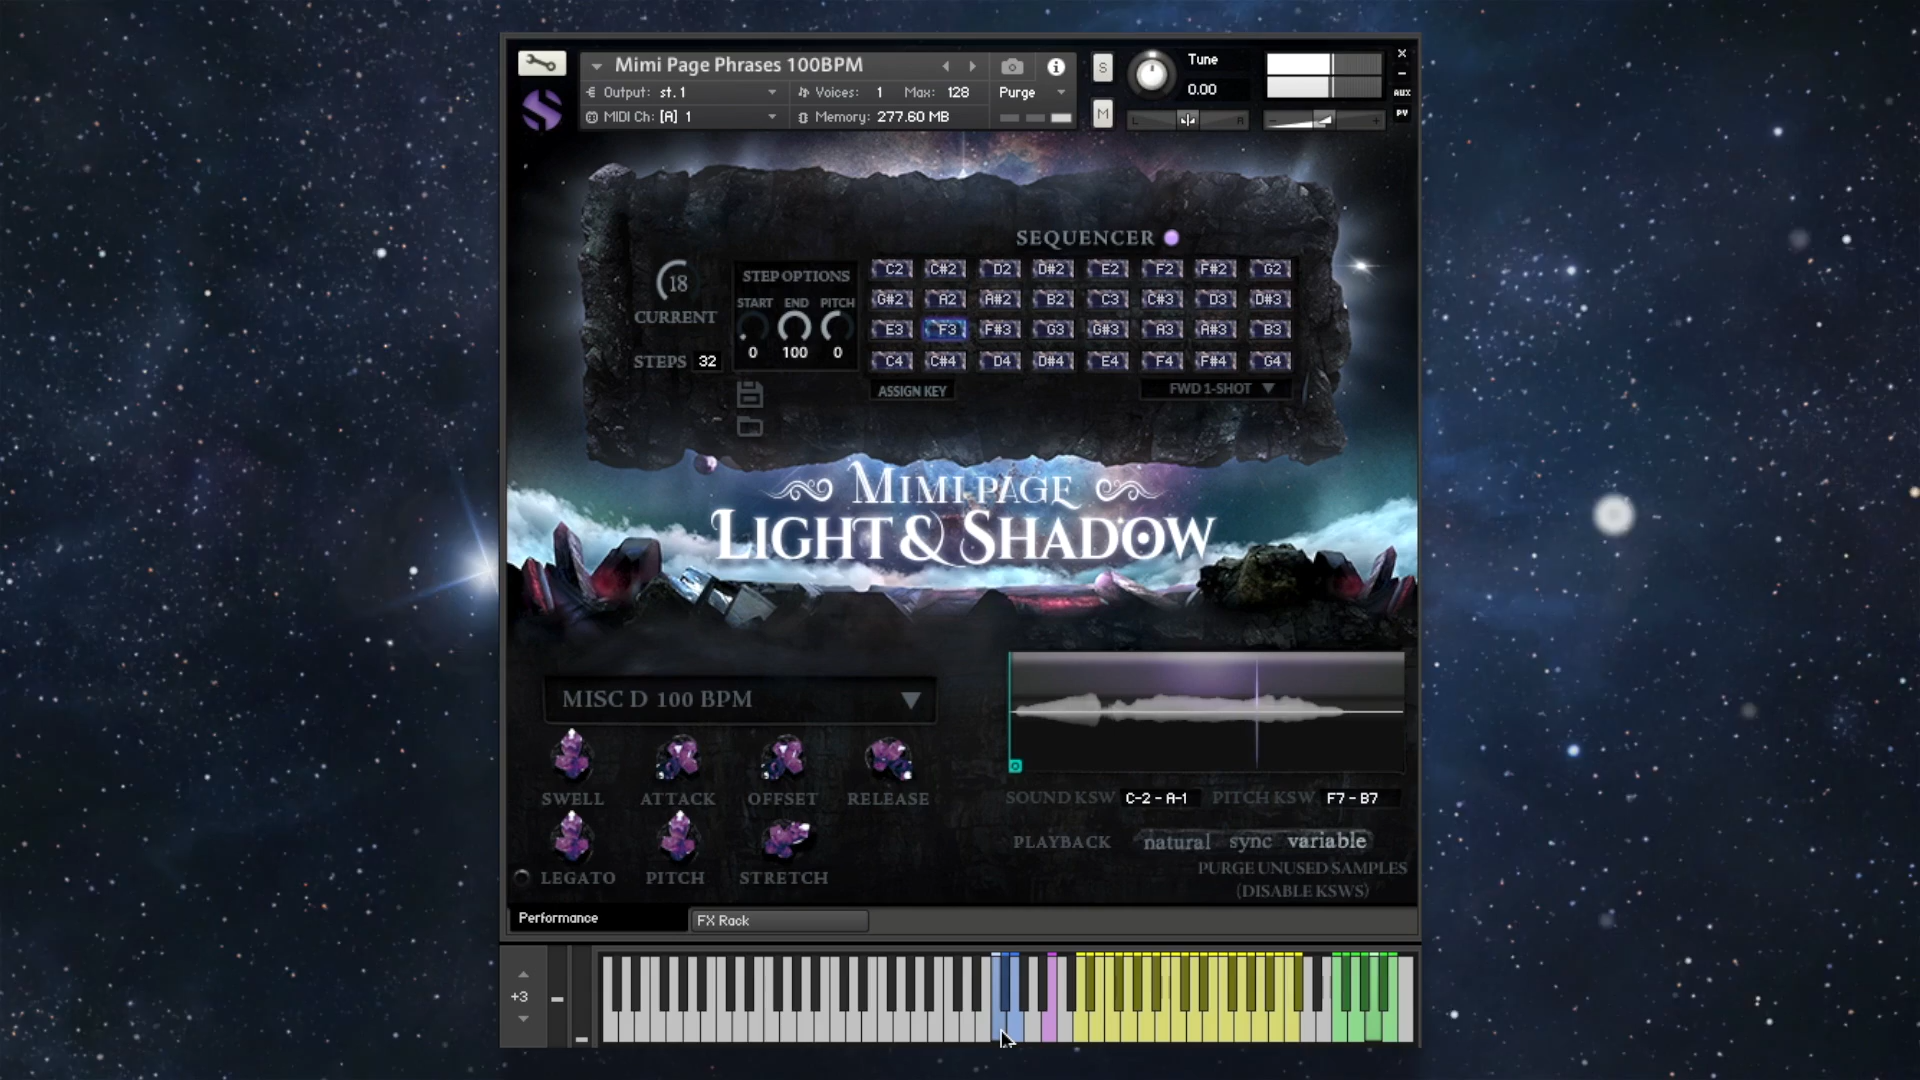 Mimi Page Phrases 100BPM
Output: st.1
Voices: 1 Max: 128
Purge
MIDI Ch: [A] 1
Memory: 277.60 MB
S
M
Tune
0.00
L R
- +
×
-
AUX
PV
SEQUENCER
18
CURRENT
STEPS 32
STEP OPTIONS
START END PITCH
0 100 0
C2 C#2 D2 D#2 E2 F2 F#2 G2
G#2 A2 A#2 B2 C3 C#3 D3 D#3
E3 F3 F#3 G3 G#3 A3 A#3 B3
C4 C#4 D4 D#4 E4 F4 F#4 G4
ASSIGN KEY
FWD 1-SHOT
MIMI PAGE
LIGHT & SHADOW
MISC D 100 BPM
SWELL ATTACK OFFSET RELEASE
LEGATO PITCH STRETCH
SOUND KSW C-2 - A-1 PITCH KSW F7 - B7
PLAYBACK natural sync variable
PURGE UNUSED SAMPLES
(DISABLE KSWS)
Performance
FX Rack
+3